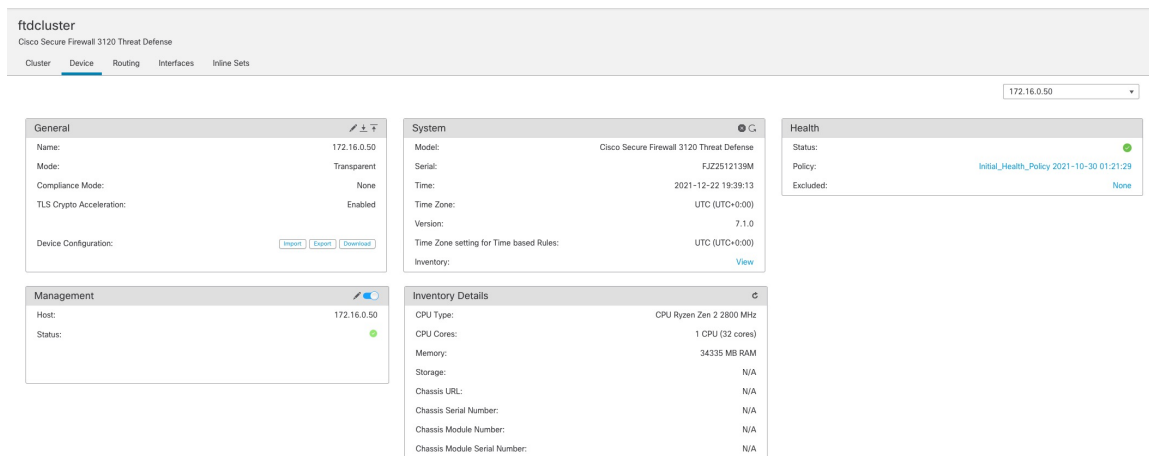 ftdcluster
Cisco Secure Firewall 3120 Threat Defense
Cluster Device Routing Interfaces Inline Sets
172.16.0.50
General
Name: 172.16.0.50
Mode: Transparent
Compliance Mode: None
TLS Crypto Acceleration: Enabled
Device Configuration: Import Export Download
System
Model: Cisco Secure Firewall 3120 Threat Defense
Serial: FJZ2512139M
Time: 2021-12-22 19:39:13
Time Zone: UTC (UTC+0:00)
Version: 7.1.0
Time Zone setting for Time based Rules: UTC (UTC+0:00)
Inventory: View
Health
Status:
Policy: Initial_Health_Policy 2021-10-30 01:21:29
Excluded: None
Management
Host: 172.16.0.50
Status:
Inventory Details
CPU Type: CPU Ryzen Zen 2 2800 MHz
CPU Cores: 1 CPU (32 cores)
Memory: 34335 MB RAM
Storage: N/A
Chassis URL: N/A
Chassis Serial Number: N/A
Chassis Module Number: N/A
Chassis Module Serial Number: N/A